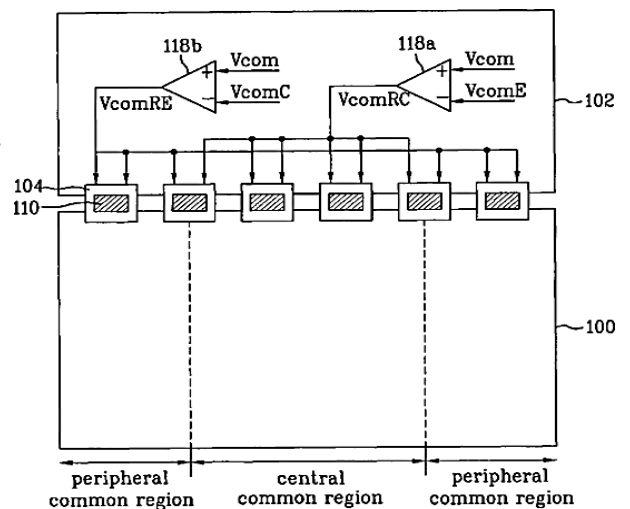 118b
118a
+ Vcom
+ Vcom
− VcomC
− VcomE
VcomRE
VcomRC
102
104
110
100
peripheral common region
central common region
peripheral common region